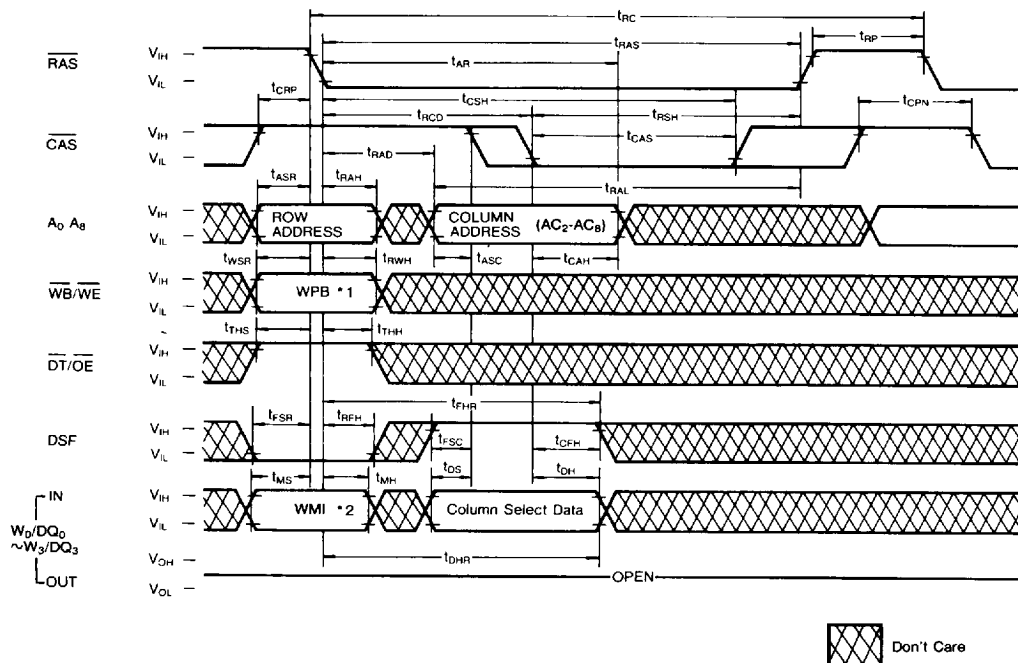 tRC
tRAS
tRP
tAR
RAS
VIH
VIL
tCRP
tCSH
tCPN
tRCD
tRSH
CAS
VIH
VIL
tCAS
tRAD
tASR
tRAH
tRAL
A0 A8
VIH
VIL
ROW ADDRESS
COLUMN ADDRESS (AC2-AC8)
tWSR
tRWH
tASC
tCAH
WB/WE
VIH
VIL
WPB *1
tTHS
tTHH
DT/OE
VIH
VIL
tFHR
tFSR
tRFH
DSF
VIH
VIL
tFSC
tCFH
tMS
tMH
tDS
tDH
IN
VIH
VIL
WMI *2
Column Select Data
W0/DQ0
~W3/DQ3
tDHR
VOH
OUT
VOL
OPEN
Don't Care